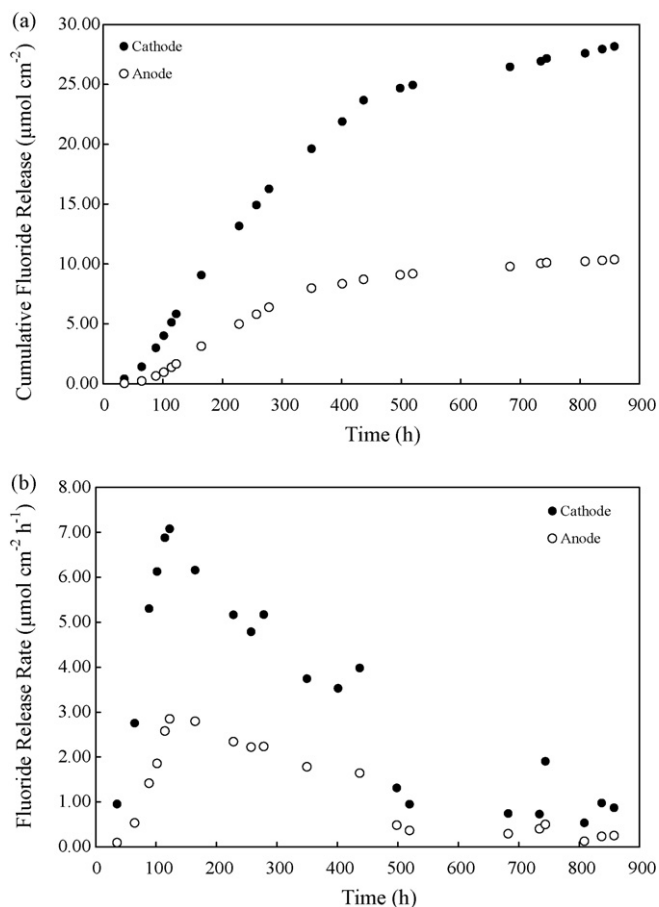 (a)
30.00
25.00
20.00
15.00
10.00
5.00
0.00
Cumulative Fluoride Release (µmol cm⁻²)
Cathode
Anode
0 100 200 300 400 500 600 700 800 900
Time (h)
(b)
8.00
7.00
6.00
5.00
4.00
3.00
2.00
1.00
0.00
Fluoride Release Rate (µmol cm⁻² h⁻¹)
Cathode
Anode
0 100 200 300 400 500 600 700 800 900
Time (h)